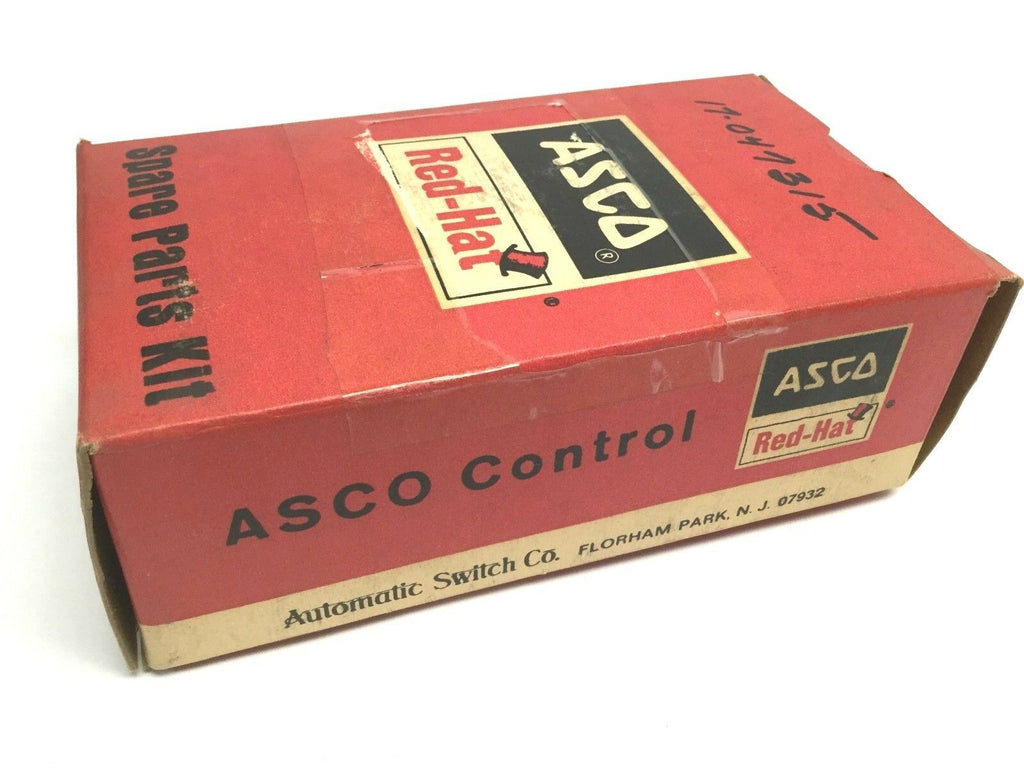 Spare Parts Kit
ASCO®
Red-Hat®
ASCO Control
ASCO
Red-Hat®
Automatic Switch Co. FLORHAM PARK, N. J. 07932